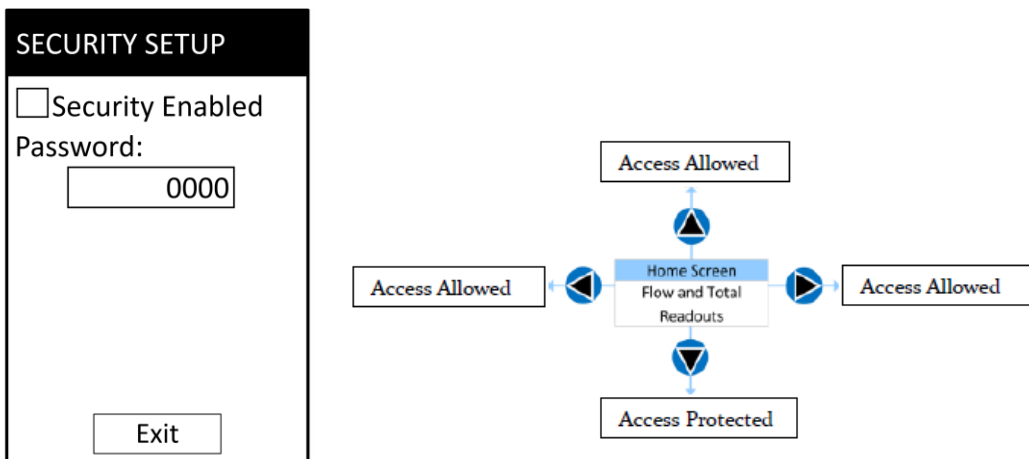 SECURITY SETUP
Security Enabled
Password:
0000
Exit
Access Allowed
Access Allowed
Home Screen
Flow and Total
Readouts
Access Allowed
Access Protected